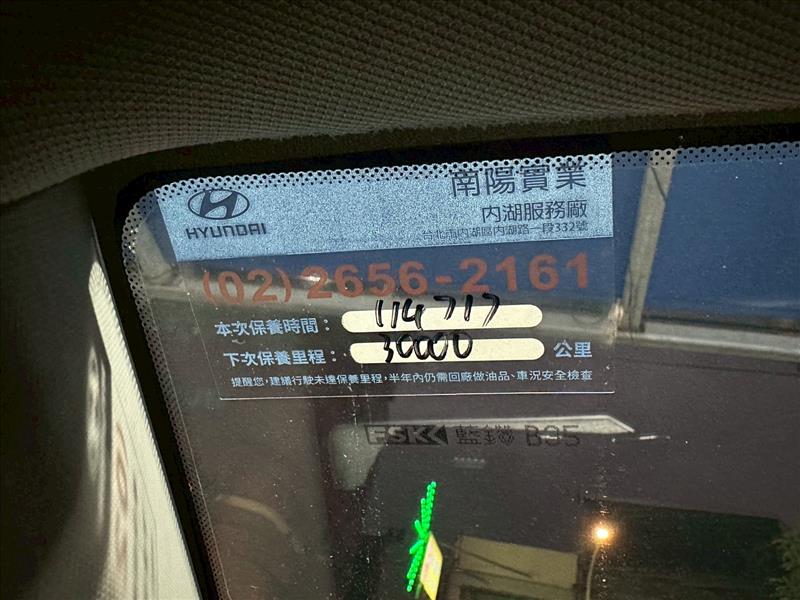 南陽實業
HYUNDAI
內湖服務廠
台北市內湖區內湖路一段332號
(02) 2656-2161
本次保養時間： 114 7 17
下次保養里程： 30000 公里
提醒您，建議行駛未達保養里程，半年內仍需回廠做油品、車況安全檢查
FSK 藍鑽 B35